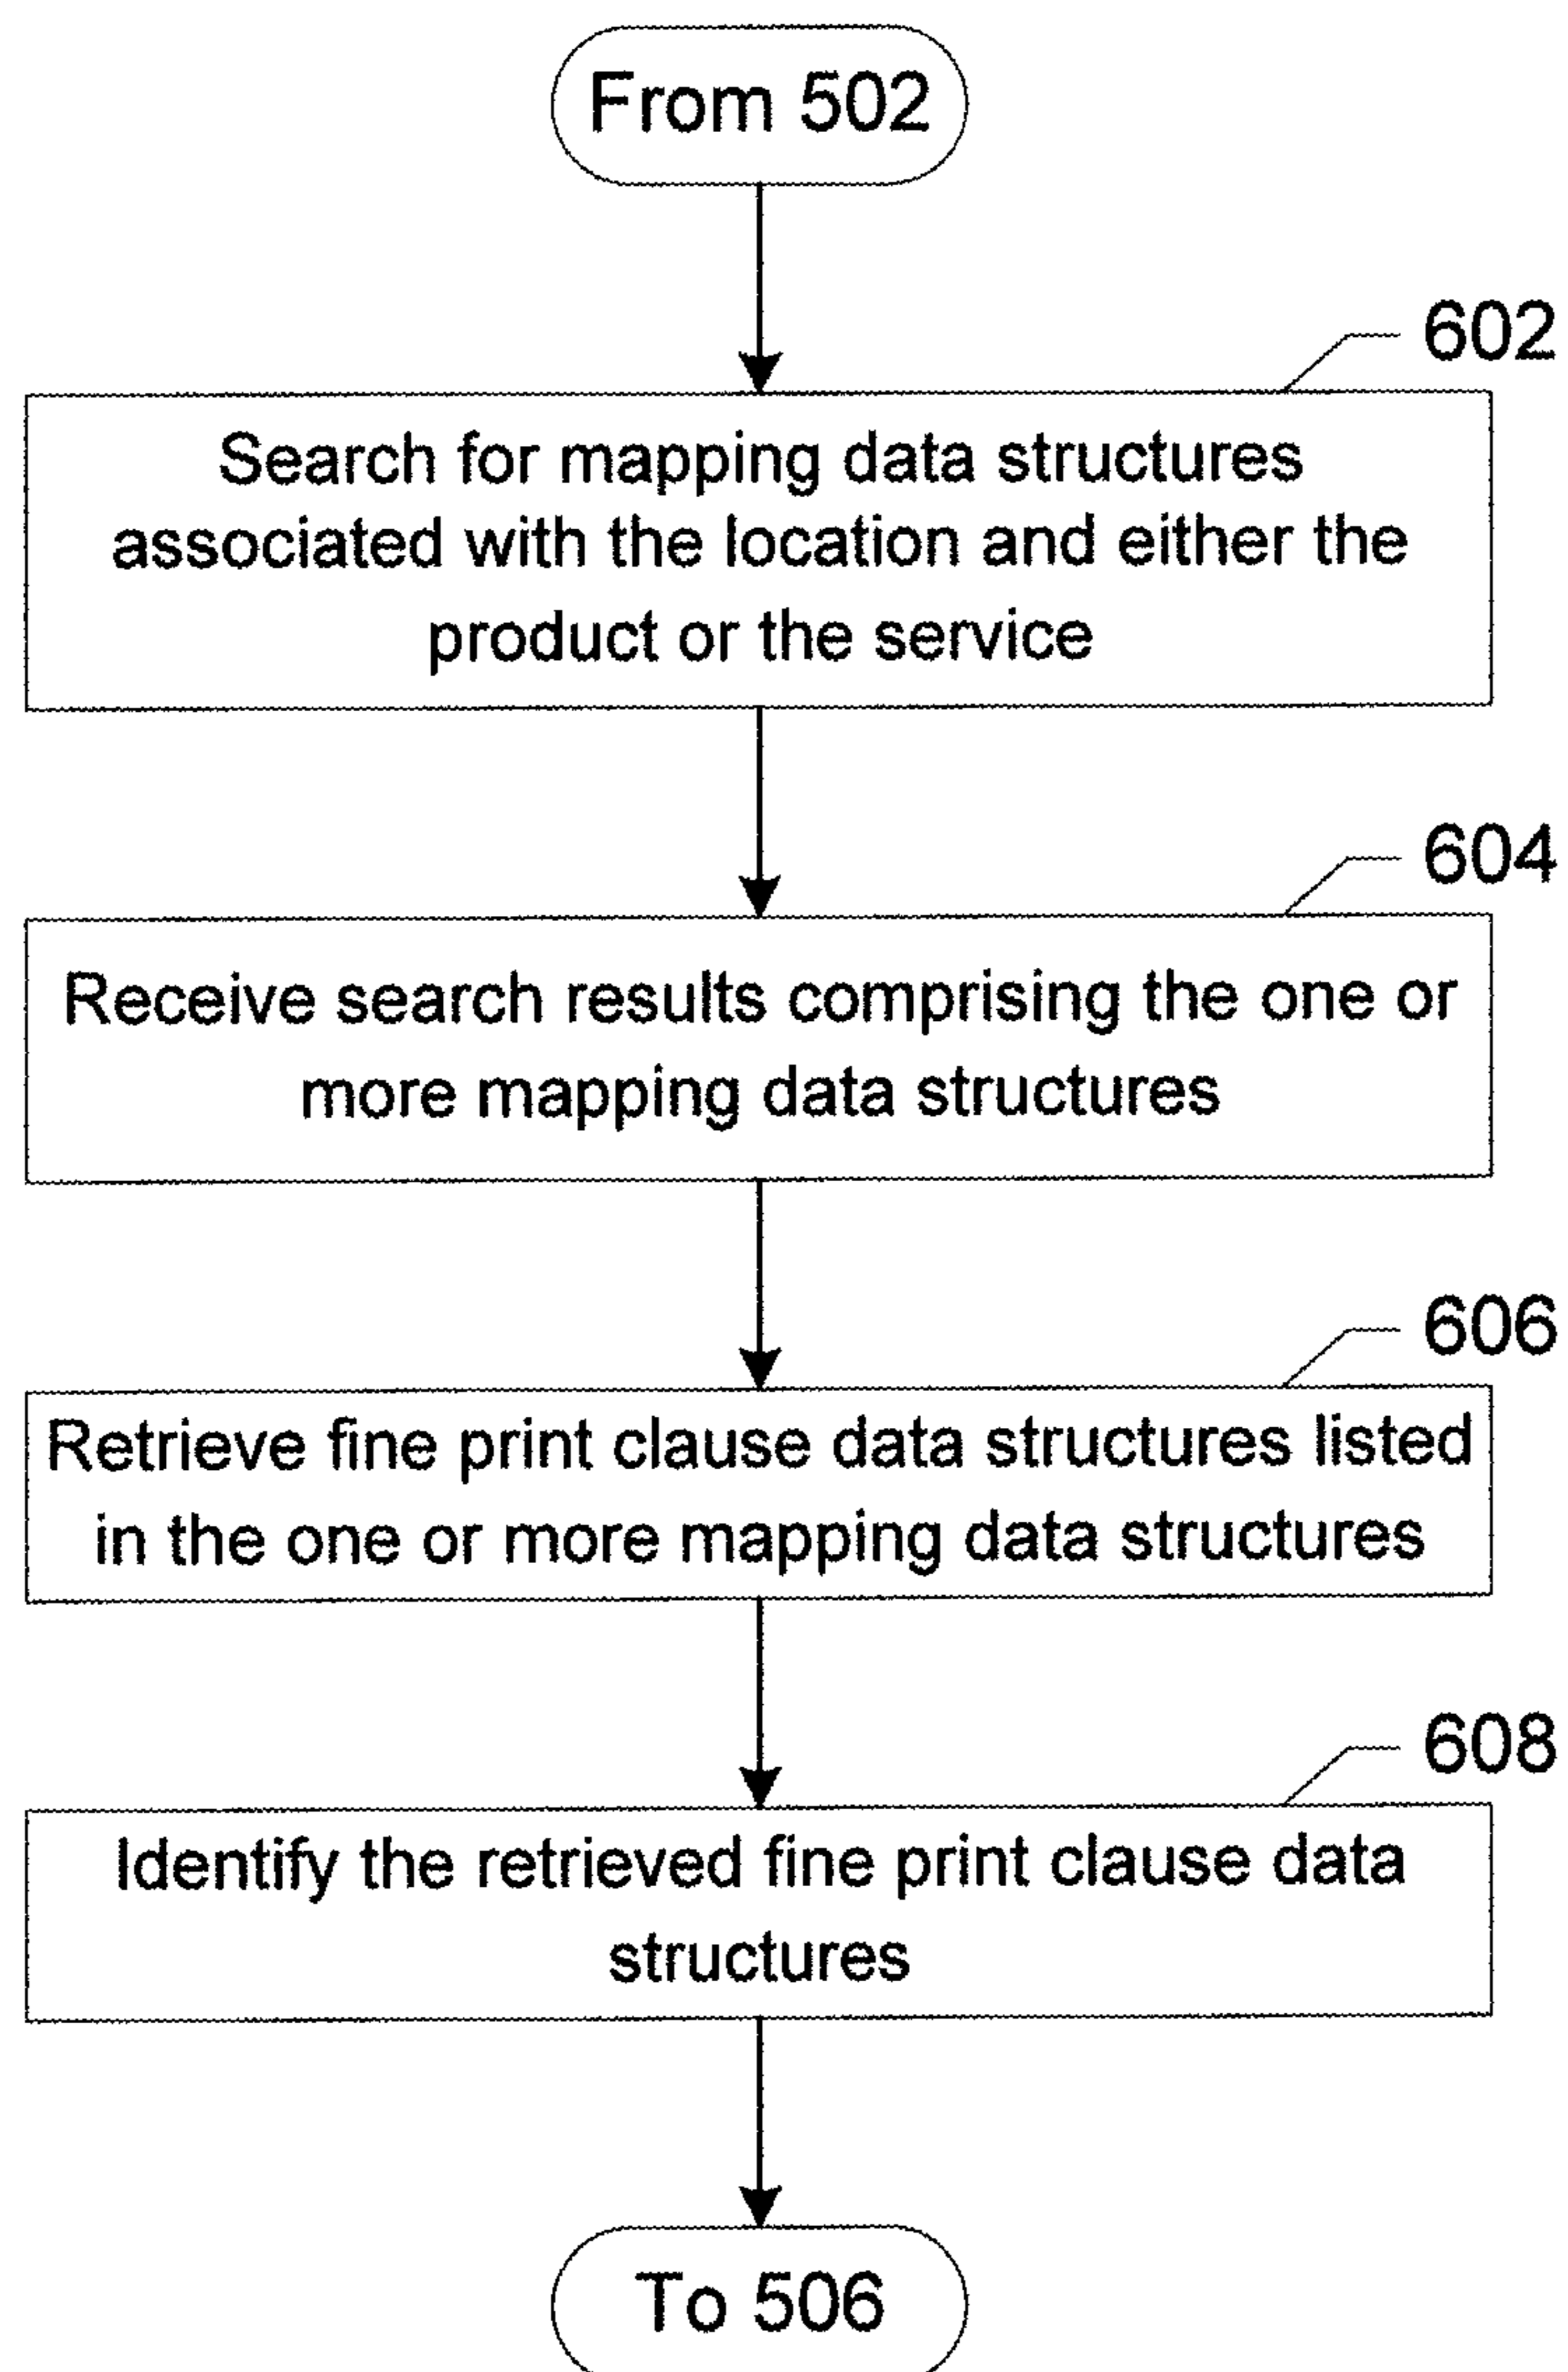 From 502
602
Search for mapping data structures
associated with the location and either the
product or the service
604
Receive search results comprising the one or
more mapping data structures
606
Retrieve fine print clause data structures listed
in the one or more mapping data structures
608
Identify the retrieved fine print clause data
structures
To 506